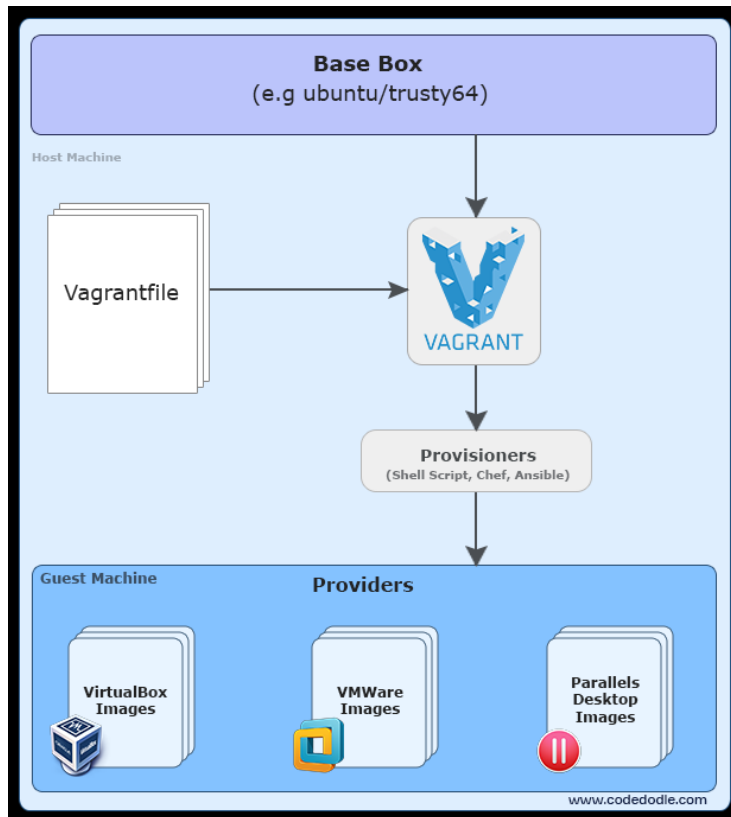 Base Box
(e.g ubuntu/trusty64)
Host Machine
Vagrantfile
VAGRANT
Provisioners
(Shell Script, Chef, Ansible)
Guest Machine
Providers
VirtualBox
Images
VMWare
Images
Parallels
Desktop
Images
www.codedodle.com